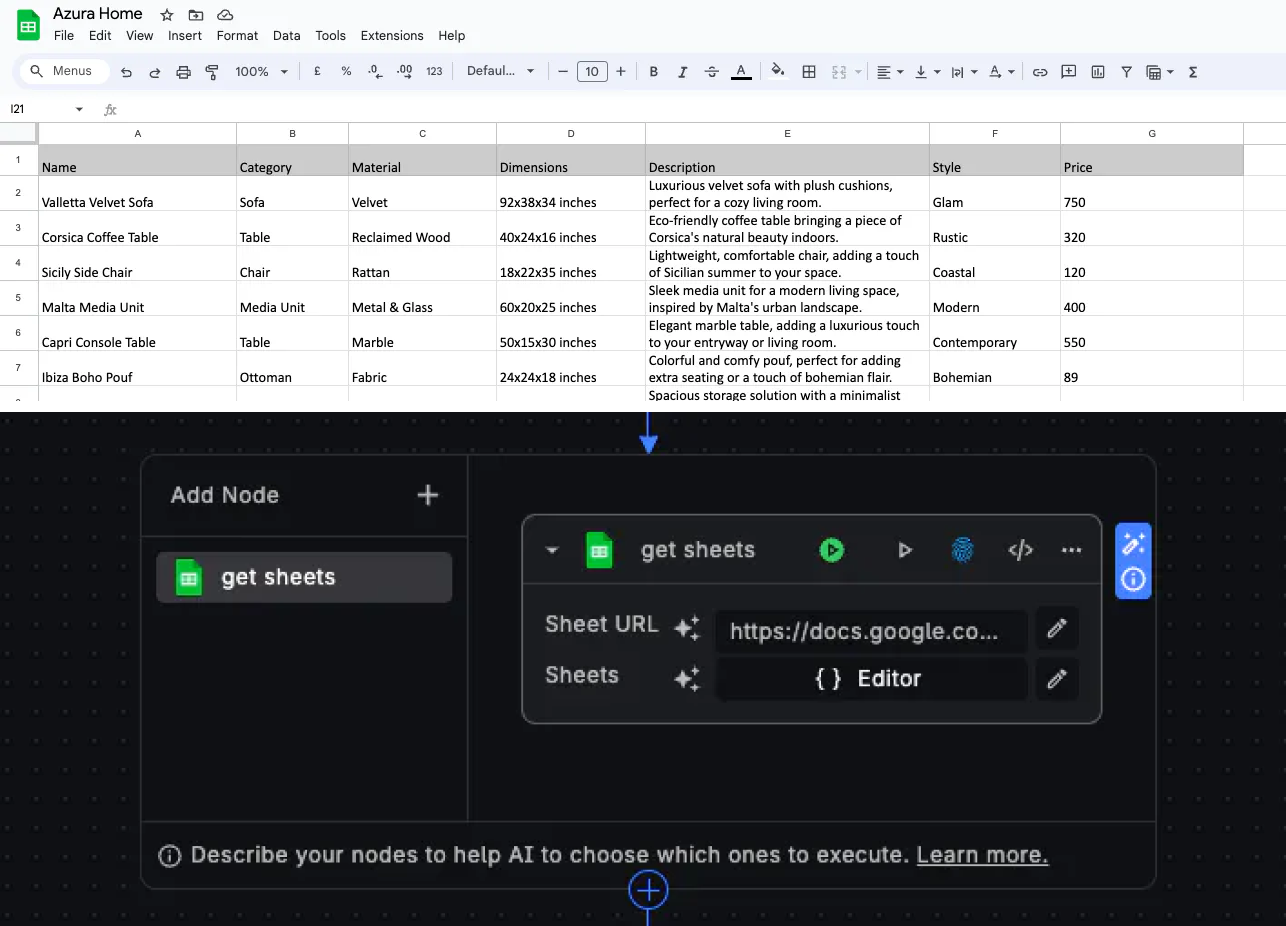 Azura Home
File Edit View Insert Format Data Tools Extensions Help
Menus 100% £ % .0 .00 123 Defaul... 10 B I S A Σ
I21 fx
A B C D E F G
1 Name Category Material Dimensions Description Style Price
Luxurious velvet sofa with plush cushions,
2 Valletta Velvet Sofa Sofa Velvet 92x38x34 inches perfect for a cozy living room. Glam 750
Eco-friendly coffee table bringing a piece of
3 Corsica Coffee Table Table Reclaimed Wood 40x24x16 inches Corsica's natural beauty indoors. Rustic 320
Lightweight, comfortable chair, adding a touch
4 Sicily Side Chair Chair Rattan 18x22x35 inches of Sicilian summer to your space. Coastal 120
Sleek media unit for a modern living space,
5 Malta Media Unit Media Unit Metal & Glass 60x20x25 inches inspired by Malta's urban landscape. Modern 400
Elegant marble table, adding a luxurious touch
6 Capri Console Table Table Marble 50x15x30 inches to your entryway or living room. Contemporary 550
Colorful and comfy pouf, perfect for adding
7 Ibiza Boho Pouf Ottoman Fabric 24x24x18 inches extra seating or a touch of bohemian flair. Bohemian 89
Spacious storage solution with a minimalist
Add Node +
get sheets
get sheets </> ...
Sheet URL https://docs.google.co...
Sheets { } Editor
Describe your nodes to help AI to choose which ones to execute. Learn more.